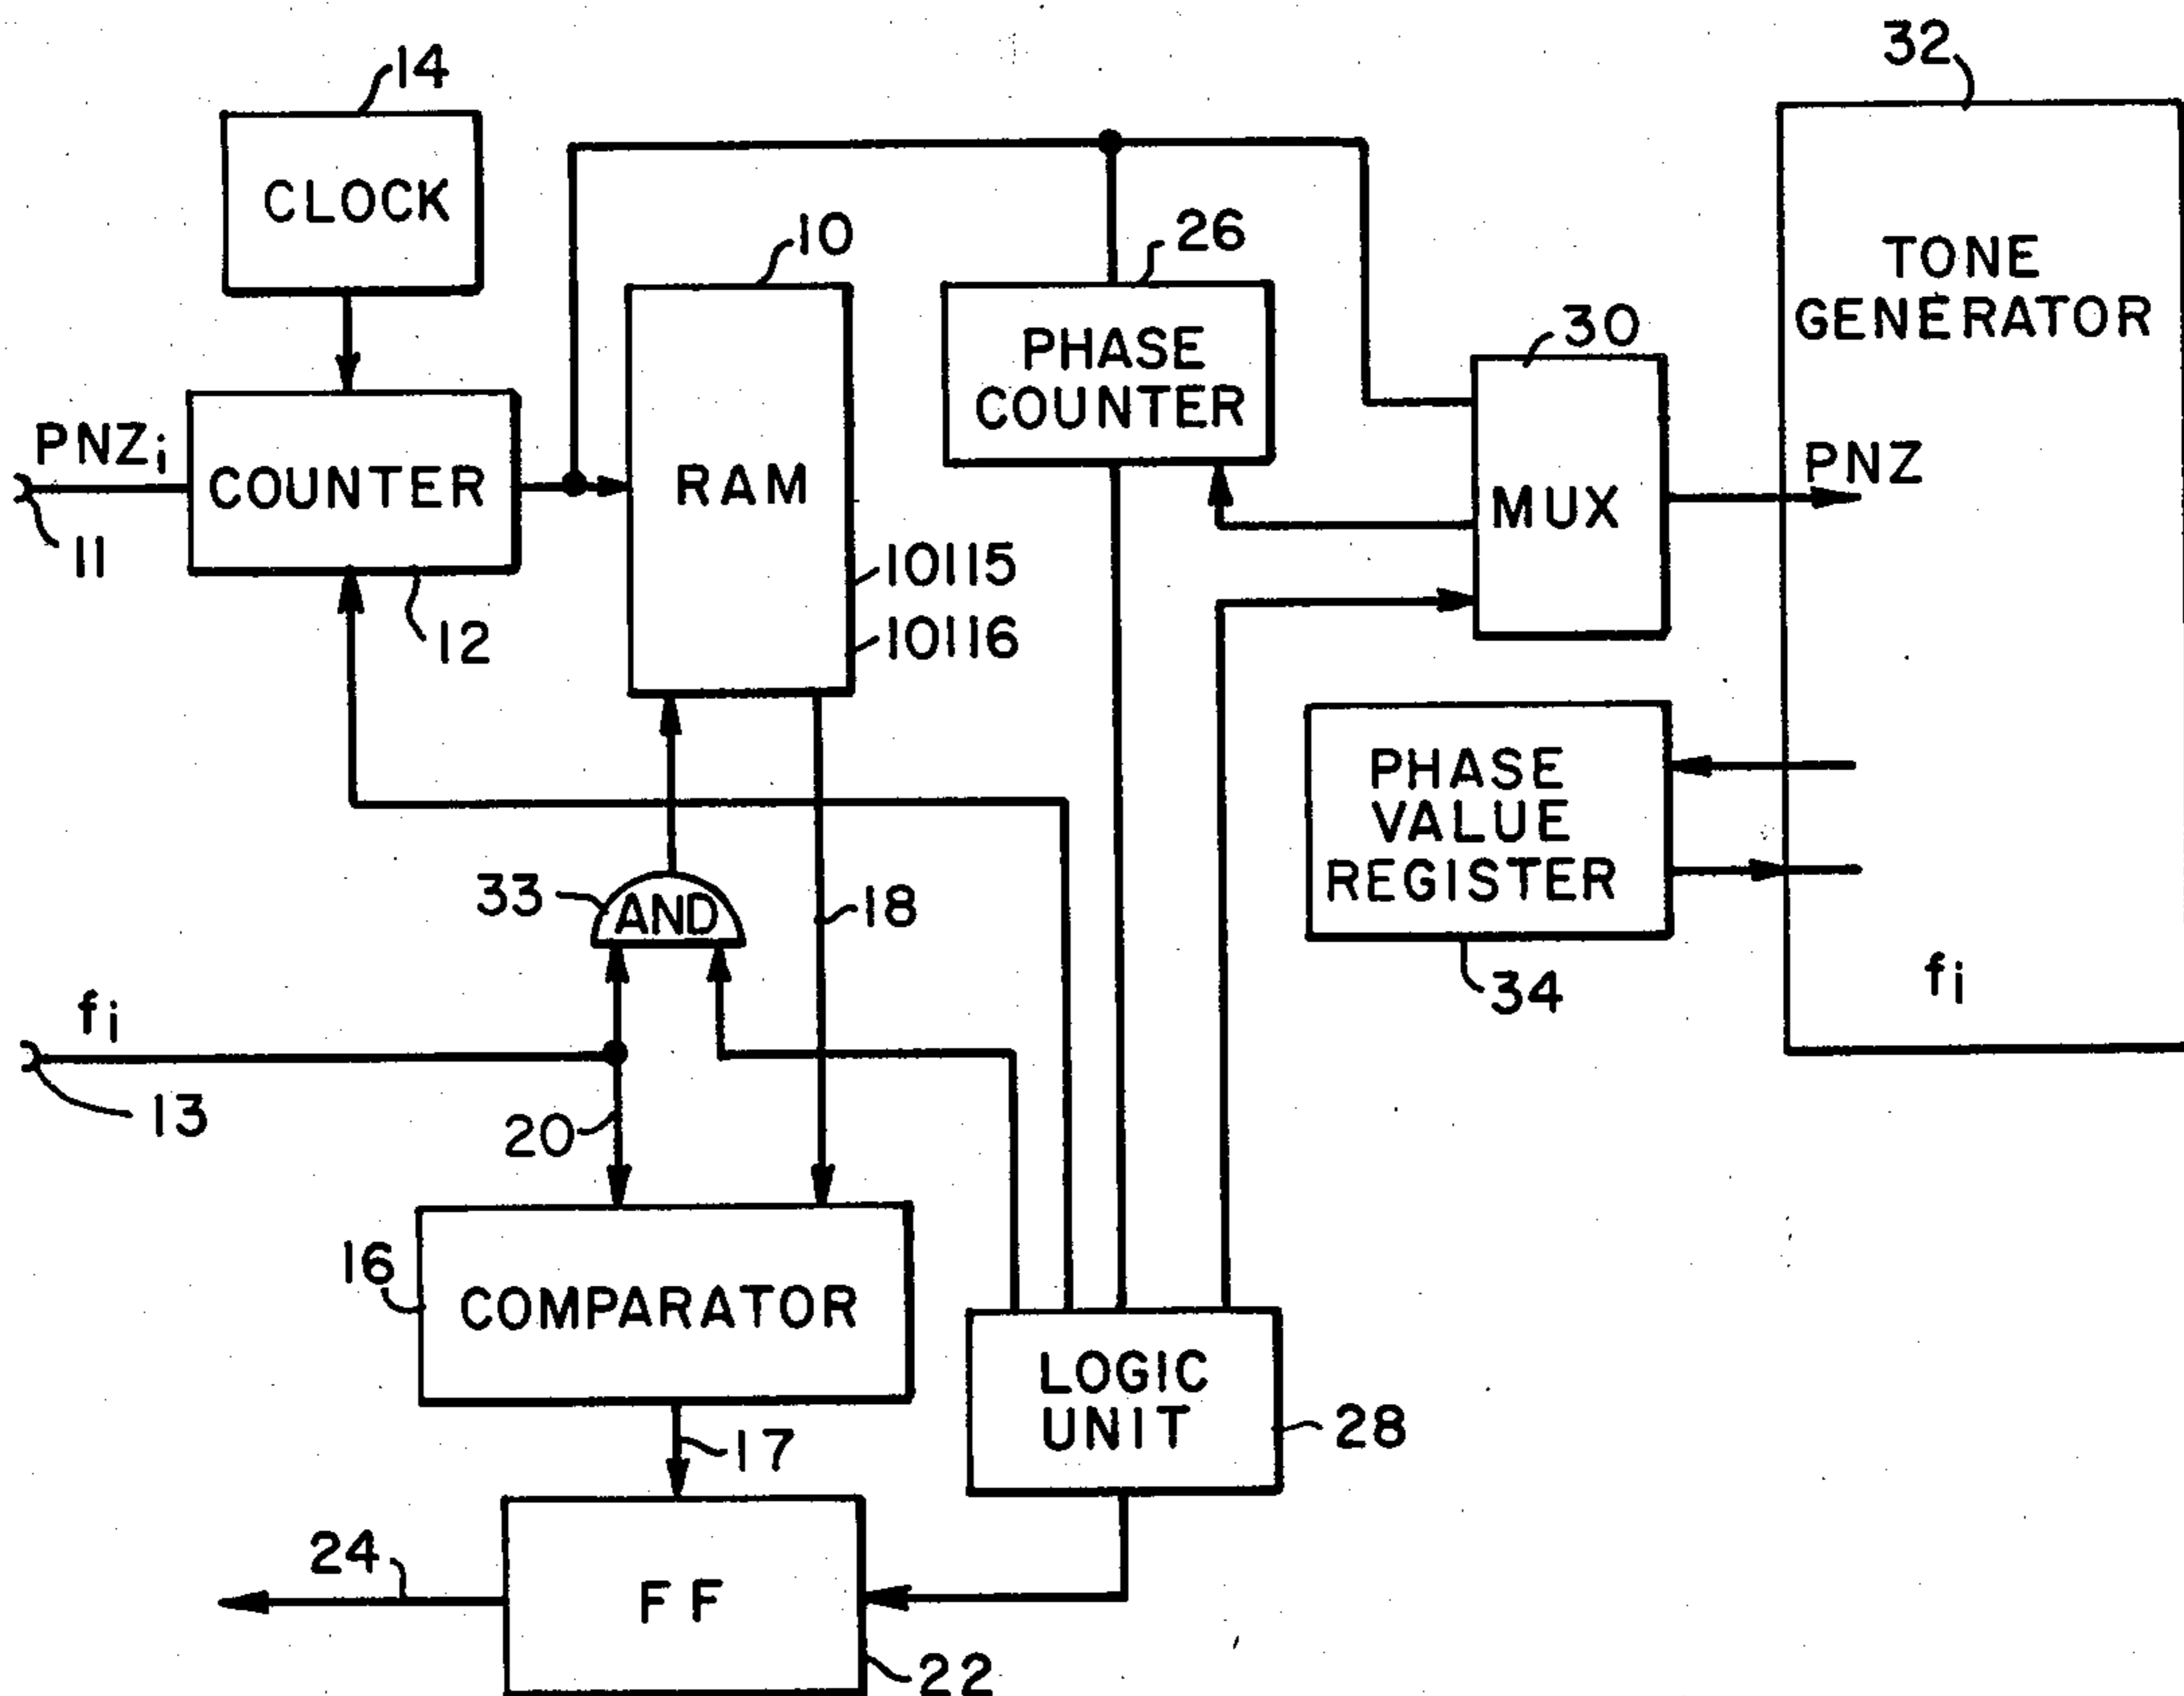 32
14
CLOCK
10
26
TONE
GENERATOR
PHASE
COUNTER
30
PNZi
COUNTER
RAM
MUX
PNZ
11
10115
12
10116
PHASE
VALUE
REGISTER
33
AND
18
34
fi
fi
13
20
16
COMPARATOR
LOGIC
UNIT
28
17
24
FF
22